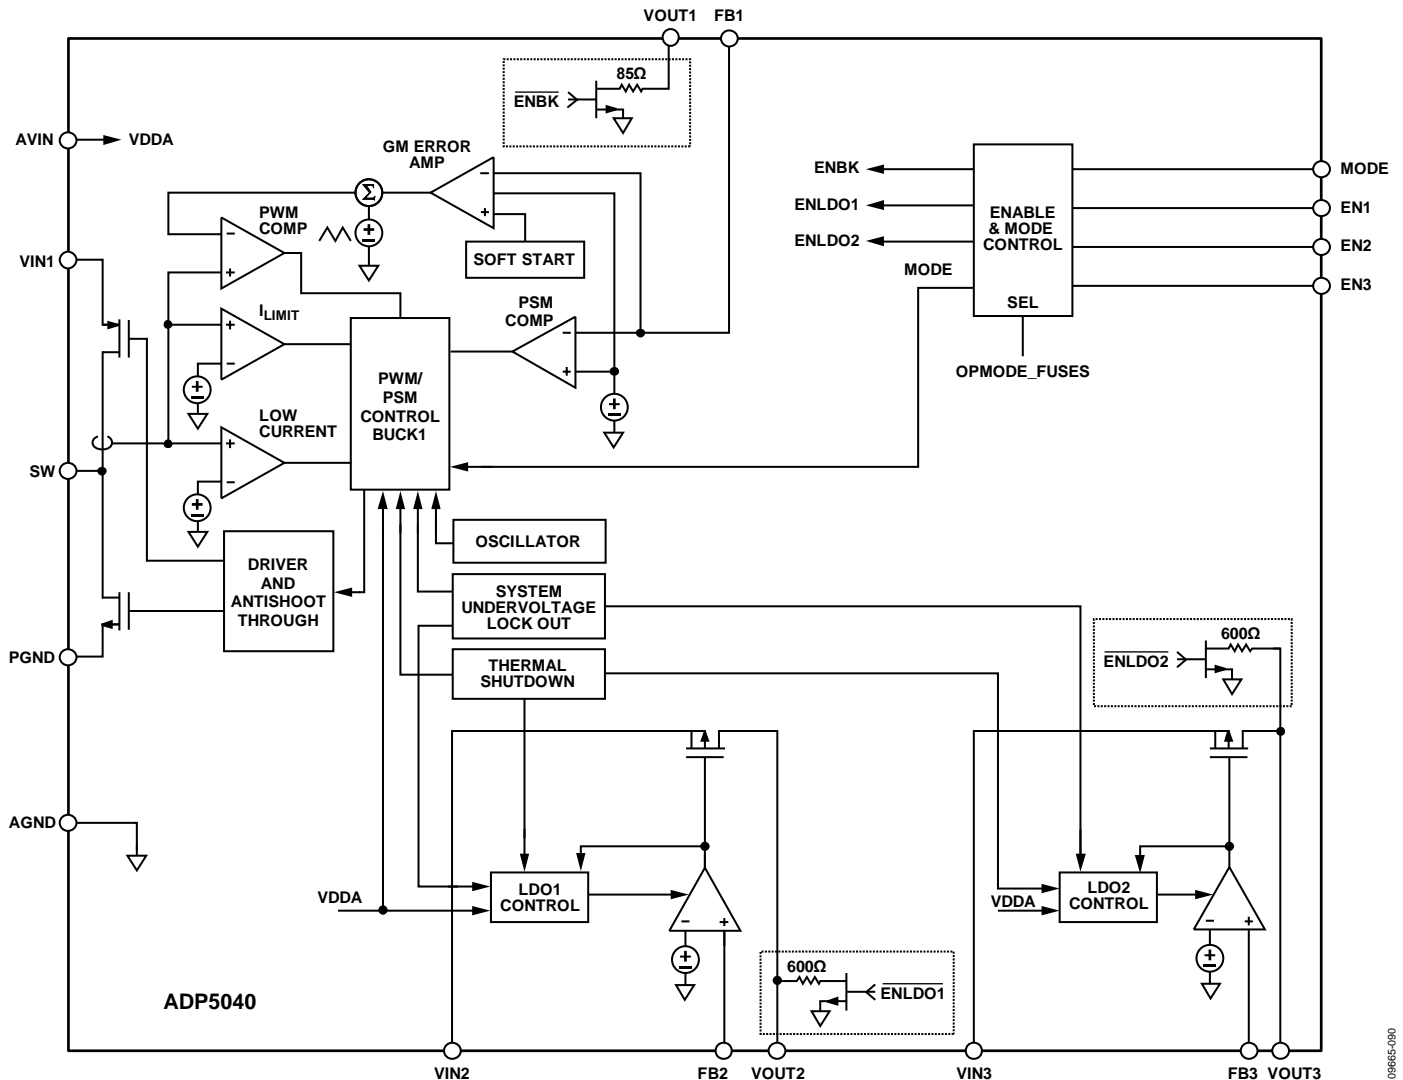 VOUT1 FB1
85Ω
ENBK
AVIN
VDDA
GM ERROR
AMP
Σ
PWM
COMP
SOFT START
VIN1
ILIMIT
PSM
COMP
PWM/
PSM
CONTROL
BUCK1
LOW
CURRENT
SW
ENBK
ENLDO1
ENLDO2
MODE
ENABLE
& MODE
CONTROL
SEL
OPMODE_FUSES
MODE
EN1
EN2
EN3
DRIVER
AND
ANTISHOOT
THROUGH
OSCILLATOR
SYSTEM
UNDERVOLTAGE
LOCK OUT
THERMAL
SHUTDOWN
PGND
600Ω
ENLDO2
AGND
VDDA
LDO1
CONTROL
VDDA
LDO2
CONTROL
600Ω
ENLDO1
ADP5040
VIN2 FB2 VOUT2 VIN3 FB3 VOUT3
09665-090